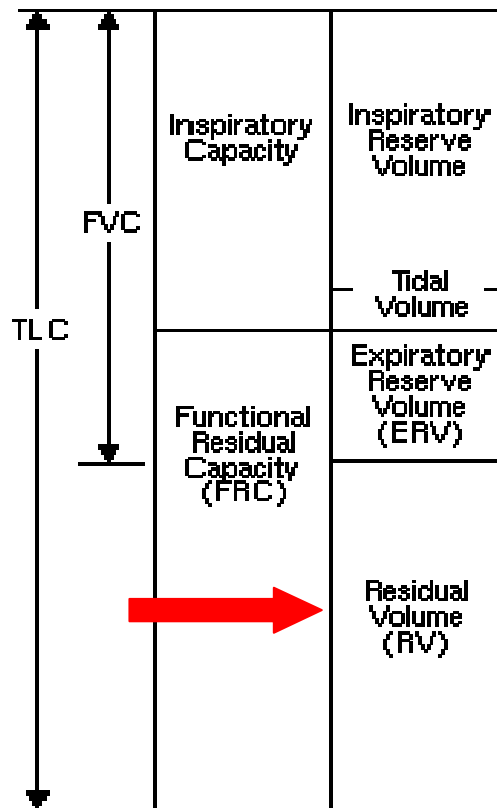 Inspiratory
Capacity
Inspiratory
Reserve
Volume
FVC
Tidal
Volume
TLC
Expiratory
Reserve
Volume
(ERV)
Functional
Residual
Capacity
(FRC)
Residual
Volume
(RV)